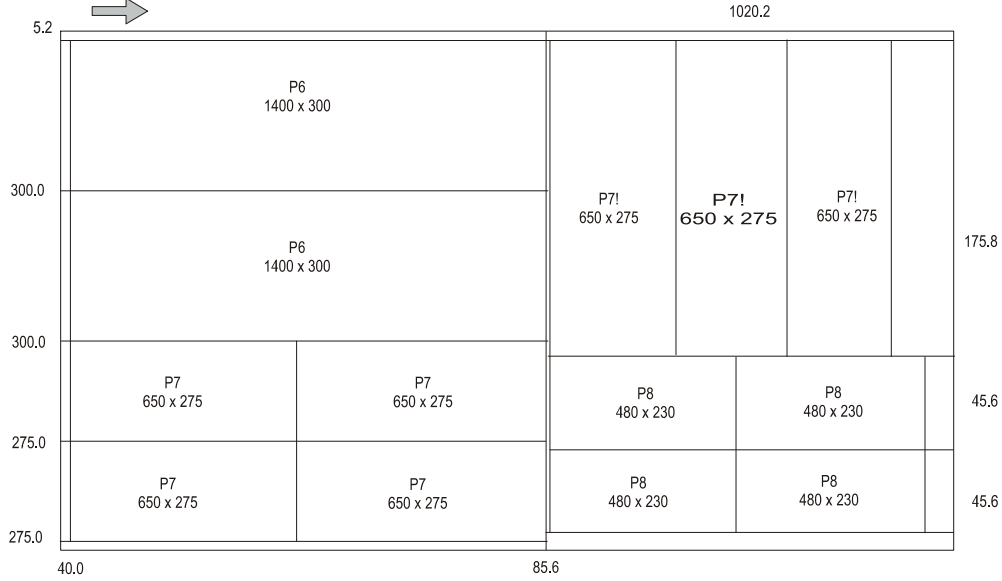 1020.2
5.2
P6
1400 x 300
300.0
P7!
650 x 275
P7!
650 x 275
P7!
650 x 275
175.8
P6
1400 x 300
300.0
P7
650 x 275
P7
650 x 275
P8
480 x 230
P8
480 x 230
45.6
275.0
P7
650 x 275
P7
650 x 275
P8
480 x 230
P8
480 x 230
45.6
275.0
40.0
85.6